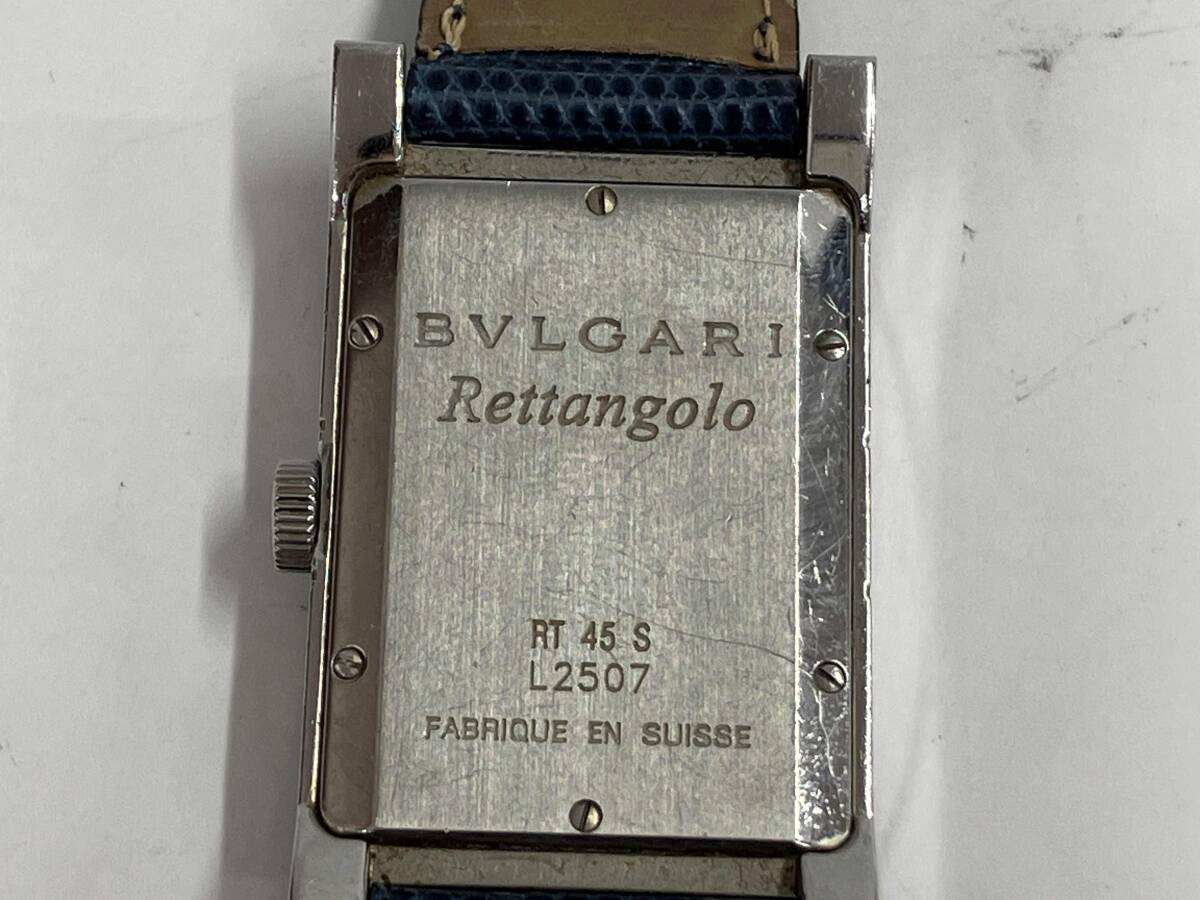 BVLGARI
Rettangolo
RT 45 S
L2507
FABRIQUE EN SUISSE